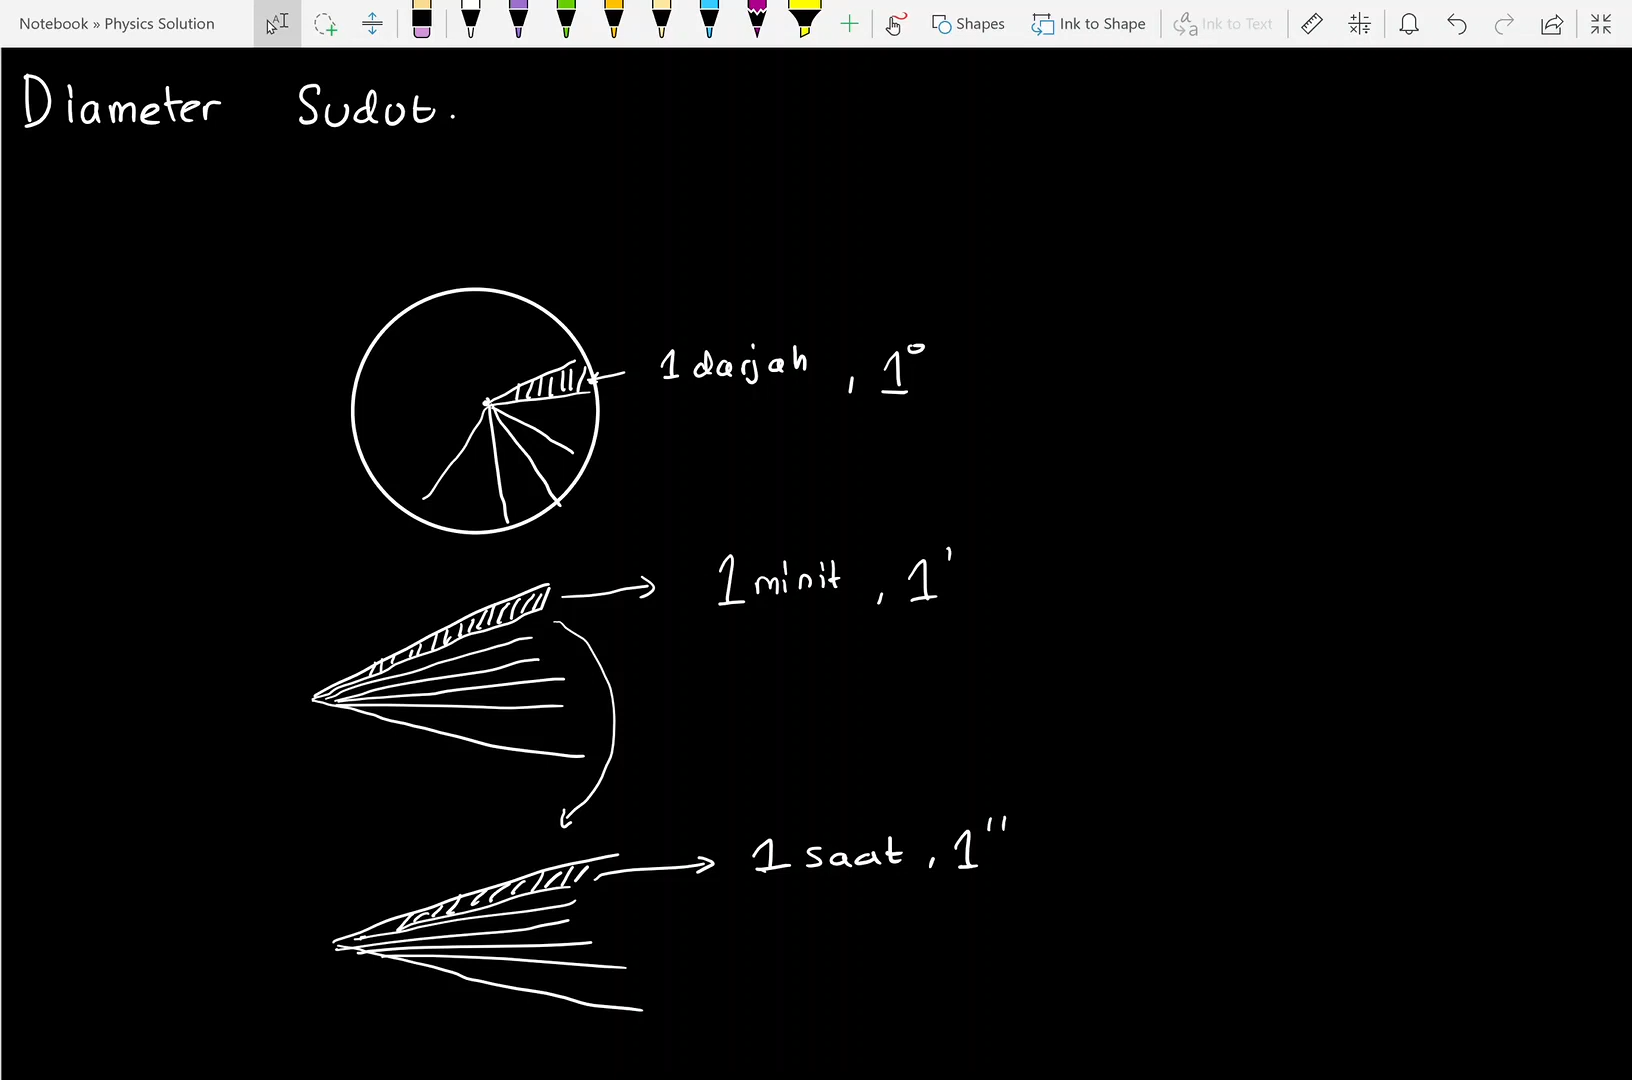 Notebook » Physics Solution
Shapes
Ink to Shape
Ink to Text
Diameter Sudut.
1 darjah, 1°
1 minit, 1'
1 saat, 1"